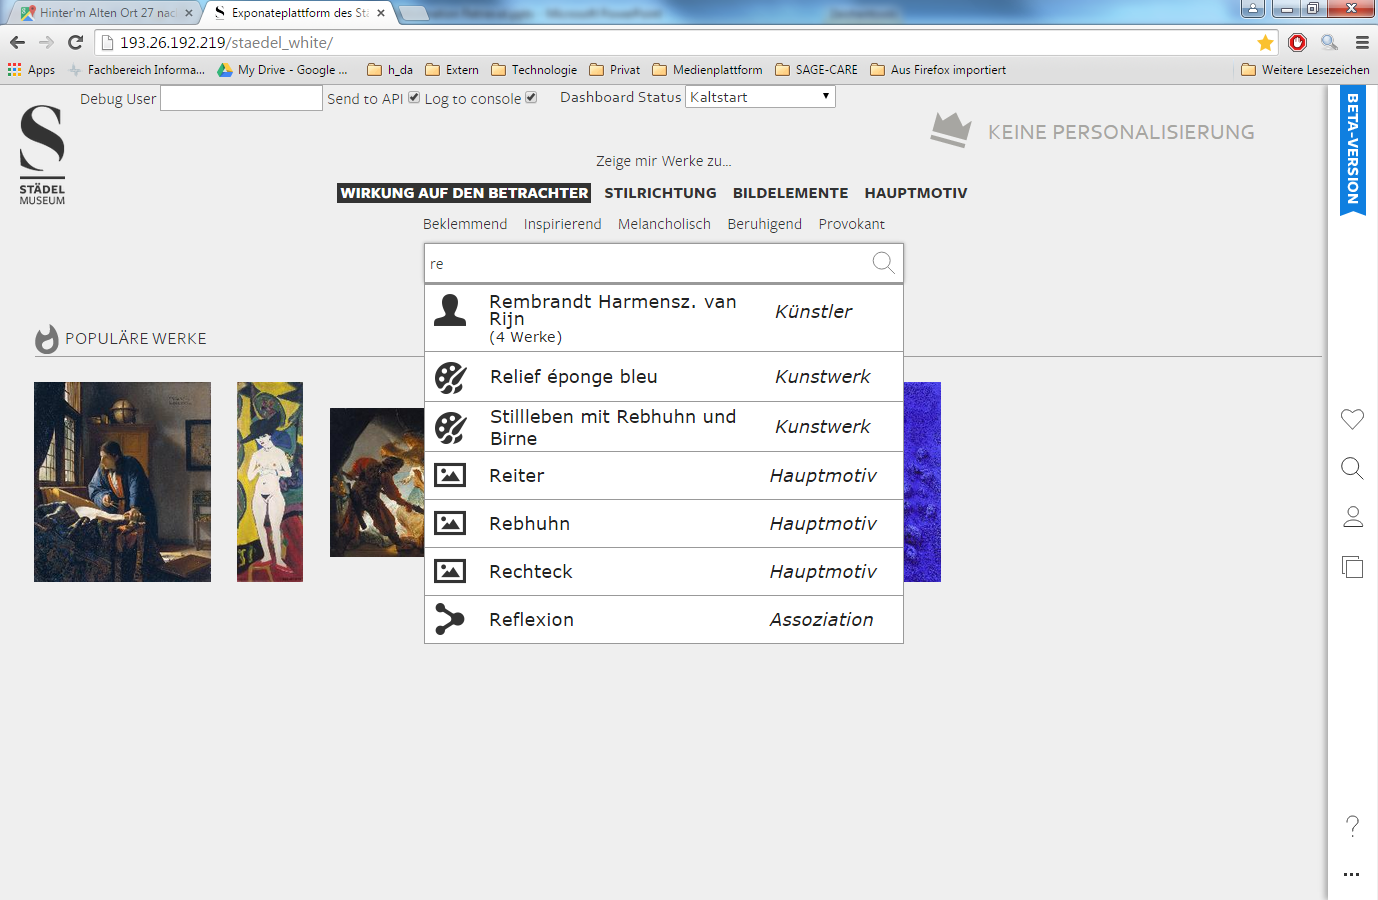 Hinter'm Alten Ort 27 nac
Exponateplattform des Stä
Microsoft PowerPoint
193.26.192.219/staedel_white/
Apps Fachbereich Informa... My Drive - Google ... h_da Extern Technologie Privat Medienplattform SAGE-CARE Aus Firefox importiert Weitere Lesezeichen
Debug User Send to API Log to console Dashboard Status Kaltstart
S
STÄDEL
MUSEUM
KEINE PERSONALISIERUNG
BETA-VERSION
Zeige mir Werke zu...
WIRKUNG AUF DEN BETRACHTER STILRICHTUNG BILDELEMENTE HAUPTMOTIV
Beklemmend Inspirierend Melancholisch Beruhigend Provokant
re
Rembrandt Harmensz. van
Rijn
(4 Werke)
Künstler
POPULÄRE WERKE
Relief éponge bleu Kunstwerk
Stillleben mit Rebhuhn und
Birne
Kunstwerk
Reiter Hauptmotiv
Rebhuhn Hauptmotiv
Rechteck Hauptmotiv
Reflexion Assoziation
?
...